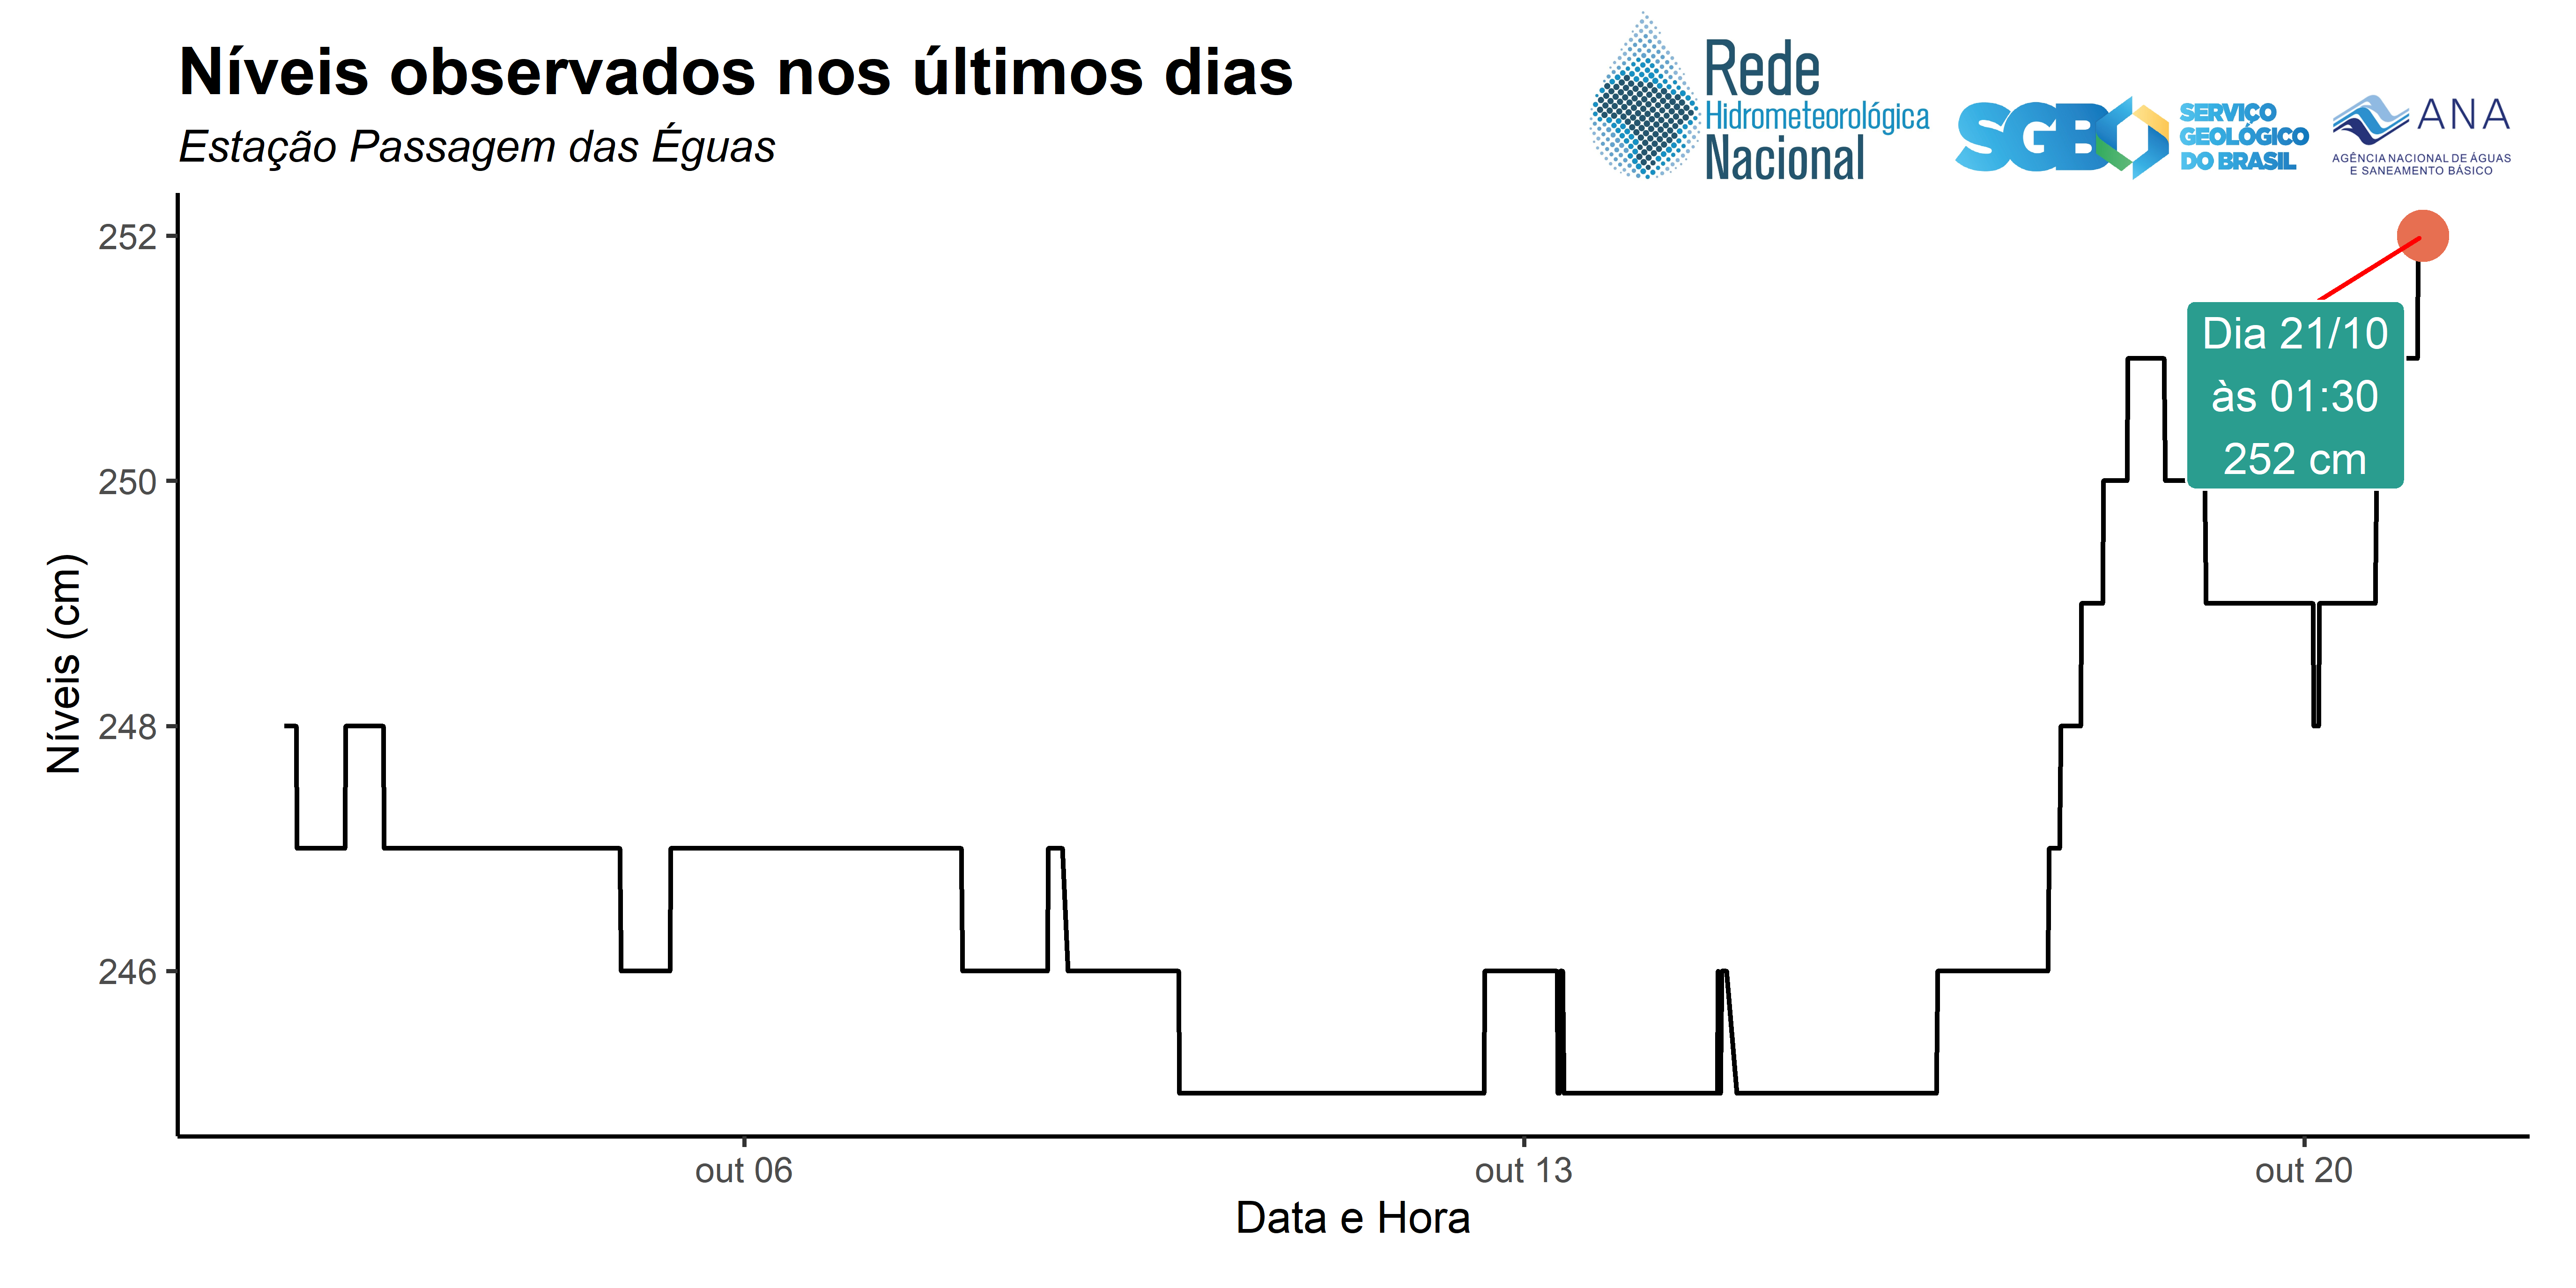 Níveis observados nos últimos dias
Estação Passagem das Éguas
Rede
Hidrometeorológica
Nacional
SGB
SERVIÇO
GEOLÓGICO
DO BRASIL
ANA
AGÊNCIA NACIONAL DE ÁGUAS
E SANEAMENTO BÁSICO
252
250
248
246
Níveis (cm)
Dia 21/10
às 01:30
252 cm
out 06
out 13
out 20
Data e Hora